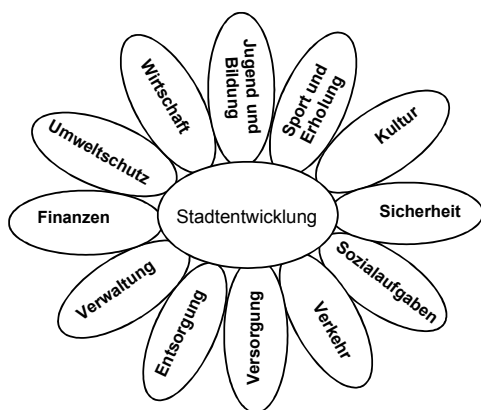 Jugend und
Bildung
Sport und
Erholung
Kultur
Sicherheit
Sozialaufgaben
Verkehr
Versorgung
Entsorgung
Verwaltung
Finanzen
Umweltschutz
Wirtschaft
Stadtentwicklung